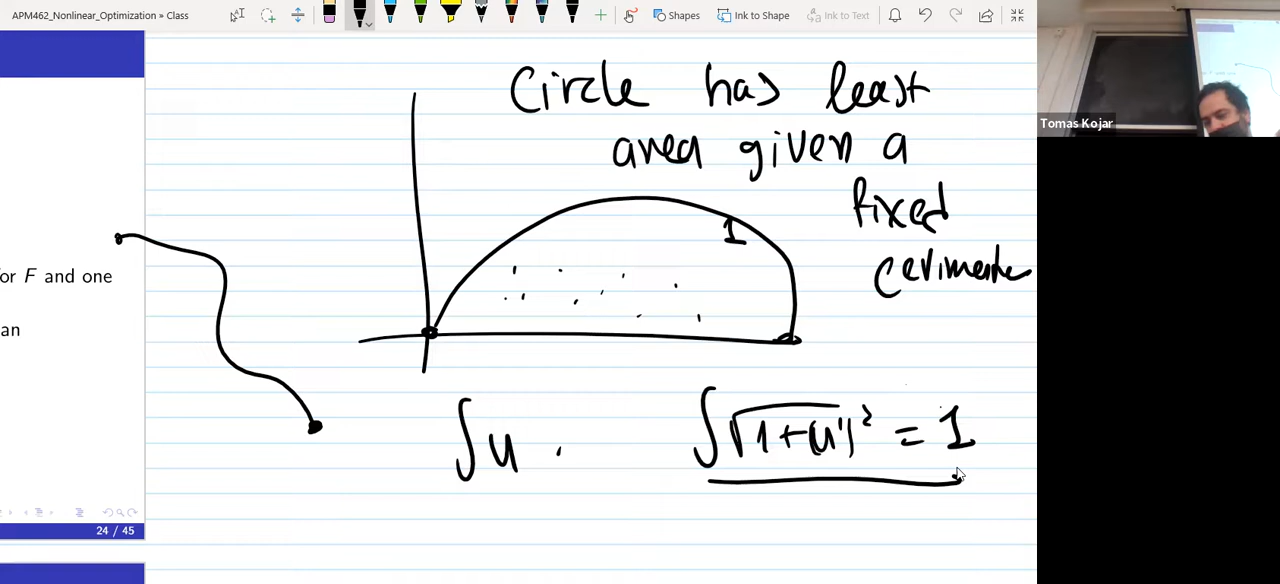 APM462_Nonlinear_Optimization » Class
Shapes
Ink to Shape
Ink to Text
Tomas Kojar
Circle has least
area given a
fixed
1
or F and one
an
∫u . ∫√1+(u')² = 1
24 / 45